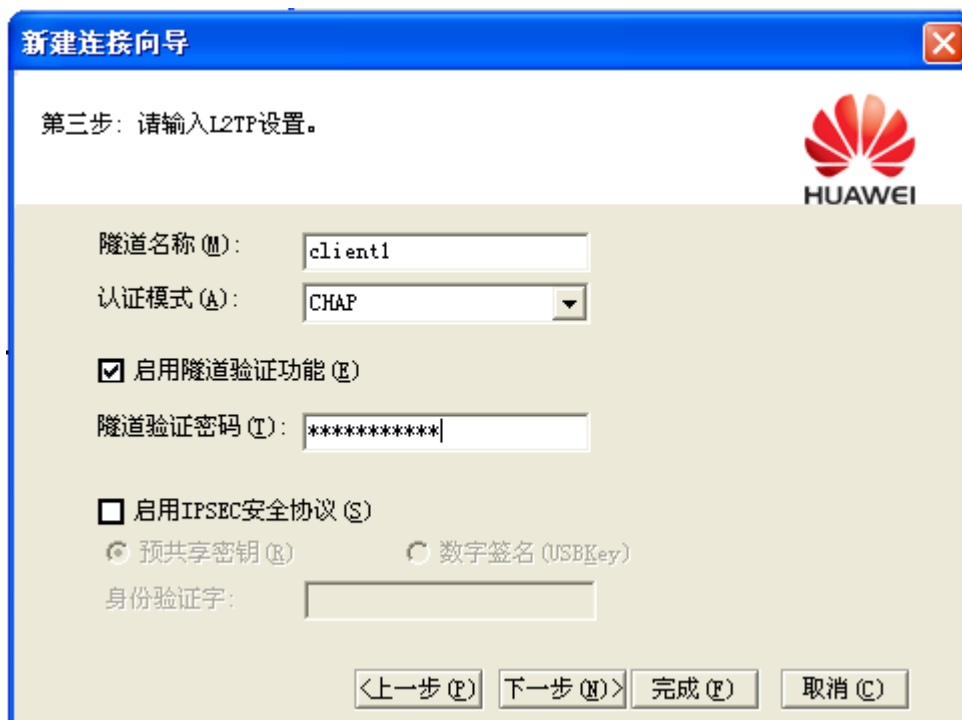 新建连接向导
第三步: 请输入L2TP设置。
HUAWEI
隧道名称(M): client1
认证模式(A): CHAP
启用隧道验证功能(E)
隧道验证密码(T): ***********
启用IPSEC安全协议(S)
预共享密钥(R) 数字签名(USBKey)
身份验证字:
<上一步(P) 下一步(N)> 完成(F) 取消(C)